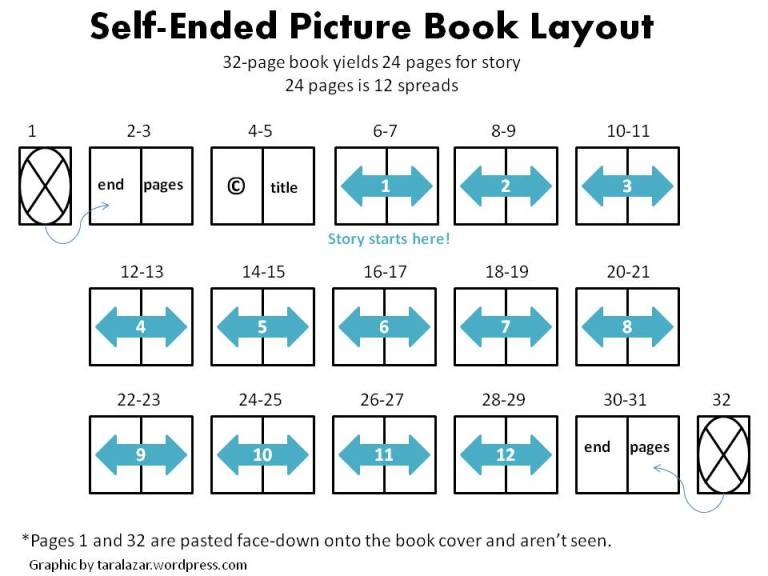 Self-Ended Picture Book Layout
32-page book yields 24 pages for story
24 pages is 12 spreads
1 2-3 4-5 6-7 8-9 10-11
end pages © title 1 2 3
Story starts here!
12-13 14-15 16-17 18-19 20-21
4 5 6 7 8
22-23 24-25 26-27 28-29 30-31 32
9 10 11 12 end pages
*Pages 1 and 32 are pasted face-down onto the book cover and aren’t seen.
Graphic by taralazar.wordpress.com